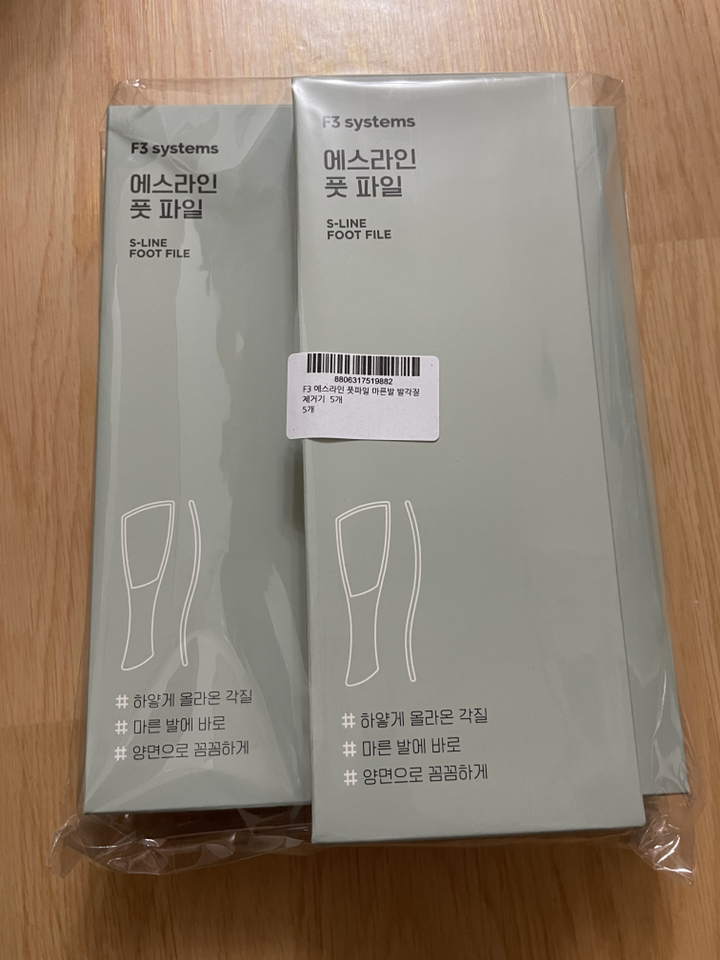 F3 systems
에스라인
풋 파일
S-LINE
FOOT FILE
# 하얗게 올라온 각질
# 마른 발에 바로
# 양면으로 꼼꼼하게
F3 systems
에스라인
풋 파일
S-LINE
FOOT FILE
8806317519882
F3 에스라인 풋파일 마른발 발각질
제거기 5개
5개
# 하얗게 올라온 각질
# 마른 발에 바로
# 양면으로 꼼꼼하게